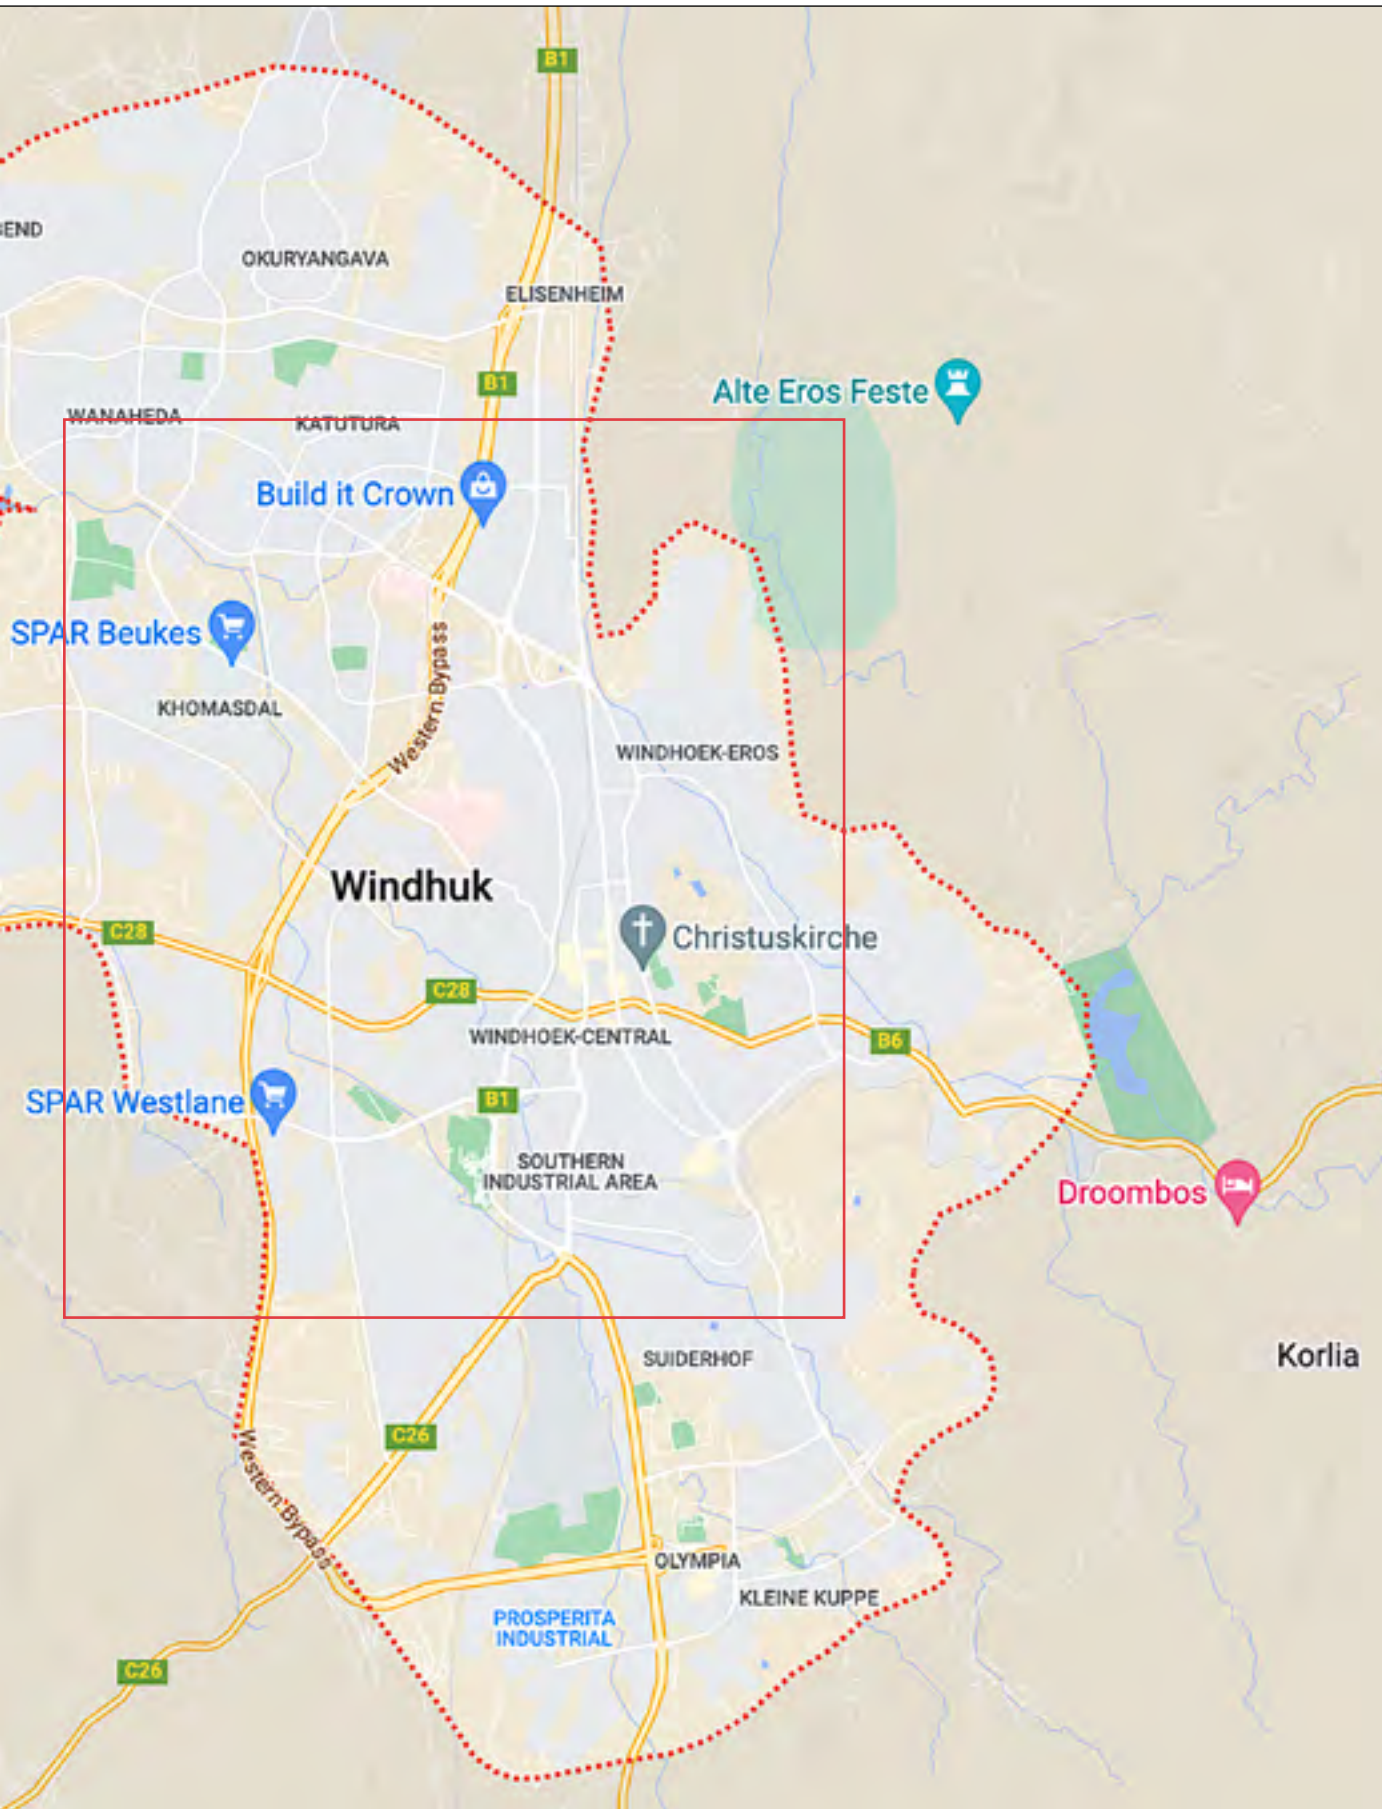 B1
OKURYANGAVA
ELISENHEIM
B1
Alte Eros Feste
WANAHEDA
KATUTURA
Build it Crown
SPAR Beukes
Western Bypass
KHOMASDAL
WINDHOEK-EROS
Windhuk
C28
Christuskirche
C28
WINDHOEK-CENTRAL
B6
SPAR Westlane
B1
SOUTHERN
INDUSTRIAL AREA
Droombos
Korlia
SUIDERHOF
C26
Western Bypass
OLYMPIA
KLEINE KUPPE
PROSPERITA
INDUSTRIAL
C26